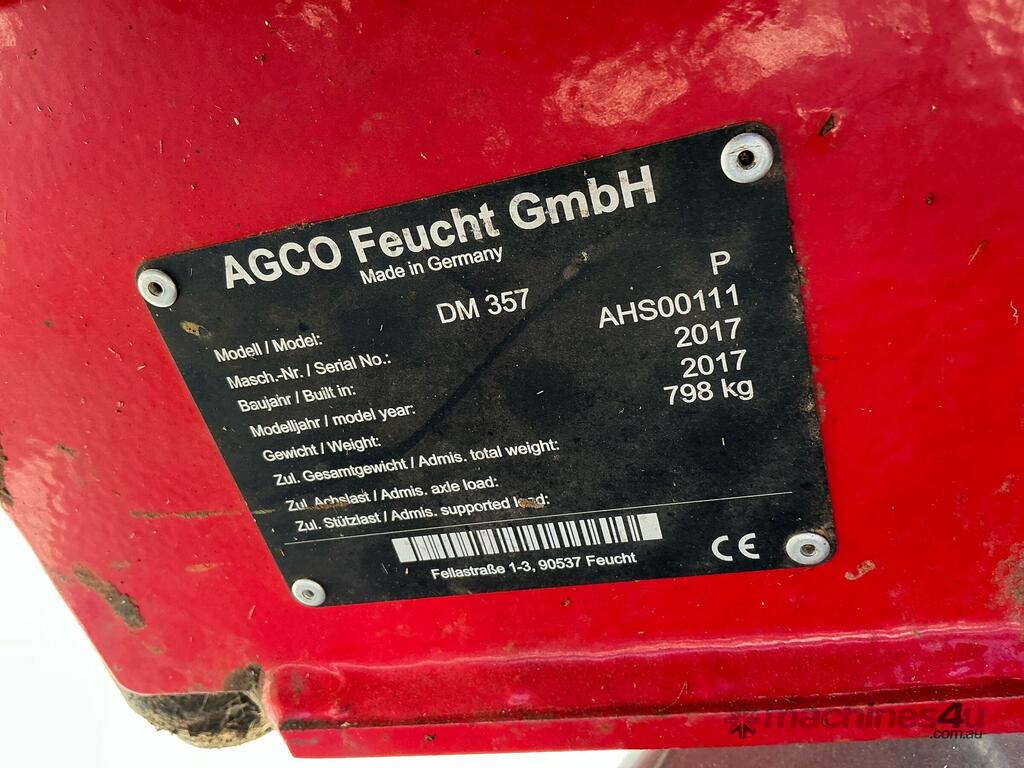 AGCO Feucht GmbH
Made in Germany
Modell / Model: DM 357 P
Masch.-Nr. / Serial No.: AHS00111
Baujahr / Built in: 2017
Modelljahr / model year: 2017
Gewicht / Weight: 798 kg
Zul. Gesamtgewicht / Admis. total weight:
Zul. Achslast / Admis. axle load:
Zul. Stützlast / Admis. supported load:
Fellastraße 1-3, 90537 Feucht
CE
machines4u
.com.au